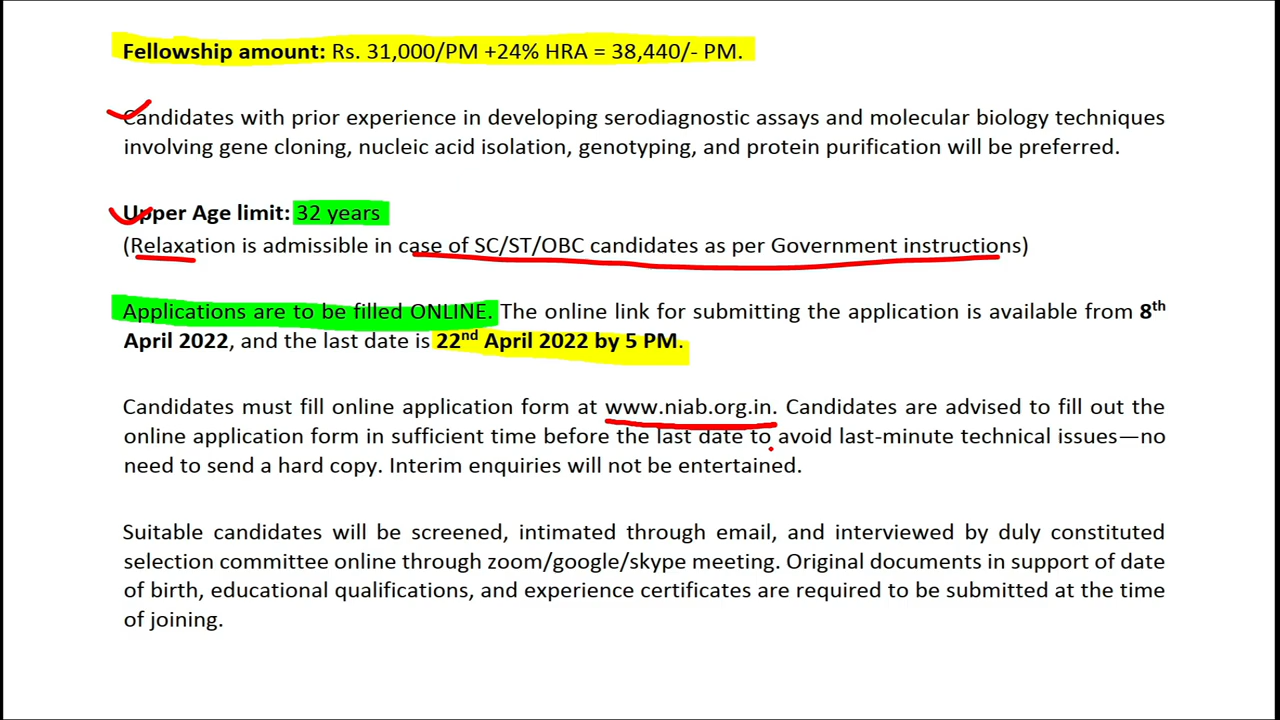 Fellowship amount: Rs. 31,000/PM +24% HRA = 38,440/- PM.
Candidates with prior experience in developing serodiagnostic assays and molecular biology techniques
involving gene cloning, nucleic acid isolation, genotyping, and protein purification will be preferred.
Upper Age limit: 32 years
(Relaxation is admissible in case of SC/ST/OBC candidates as per Government instructions)
Applications are to be filled ONLINE. The online link for submitting the application is available from 8th
April 2022, and the last date is 22nd April 2022 by 5 PM.
Candidates must fill online application form at www.niab.org.in. Candidates are advised to fill out the
online application form in sufficient time before the last date to avoid last-minute technical issues—no
need to send a hard copy. Interim enquiries will not be entertained.
Suitable candidates will be screened, intimated through email, and interviewed by duly constituted
selection committee online through zoom/google/skype meeting. Original documents in support of date
of birth, educational qualifications, and experience certificates are required to be submitted at the time
of joining.